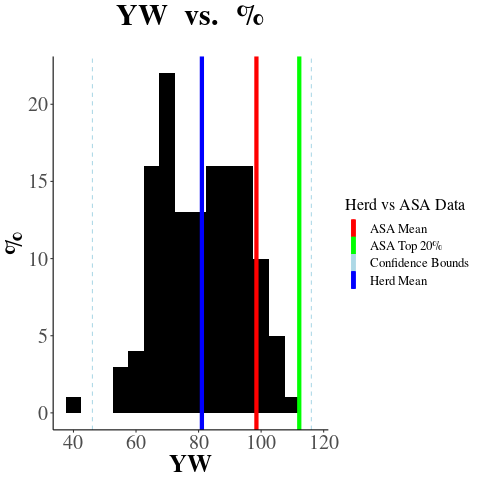 YW vs. %
20
15
10
5
0
%
40 60 80 100 120
YW
Herd vs ASA Data
ASA Mean
ASA Top 20%
Confidence Bounds
Herd Mean